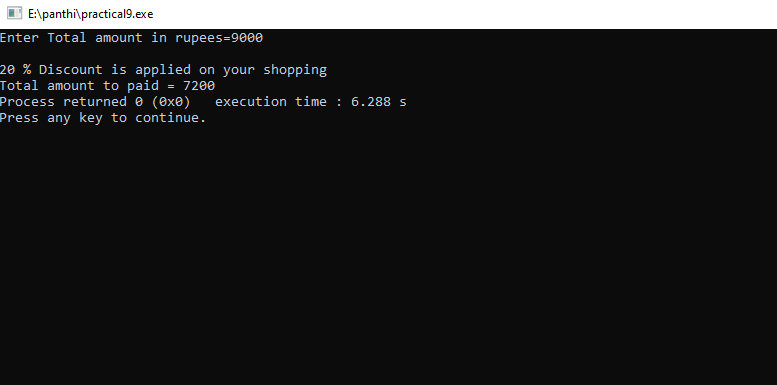 E:\panthi\practical9.exe
Enter Total amount in rupees=9000
20 % Discount is applied on your shopping
Total amount to paid = 7200
Process returned 0 (0x0)   execution time : 6.288 s
Press any key to continue.